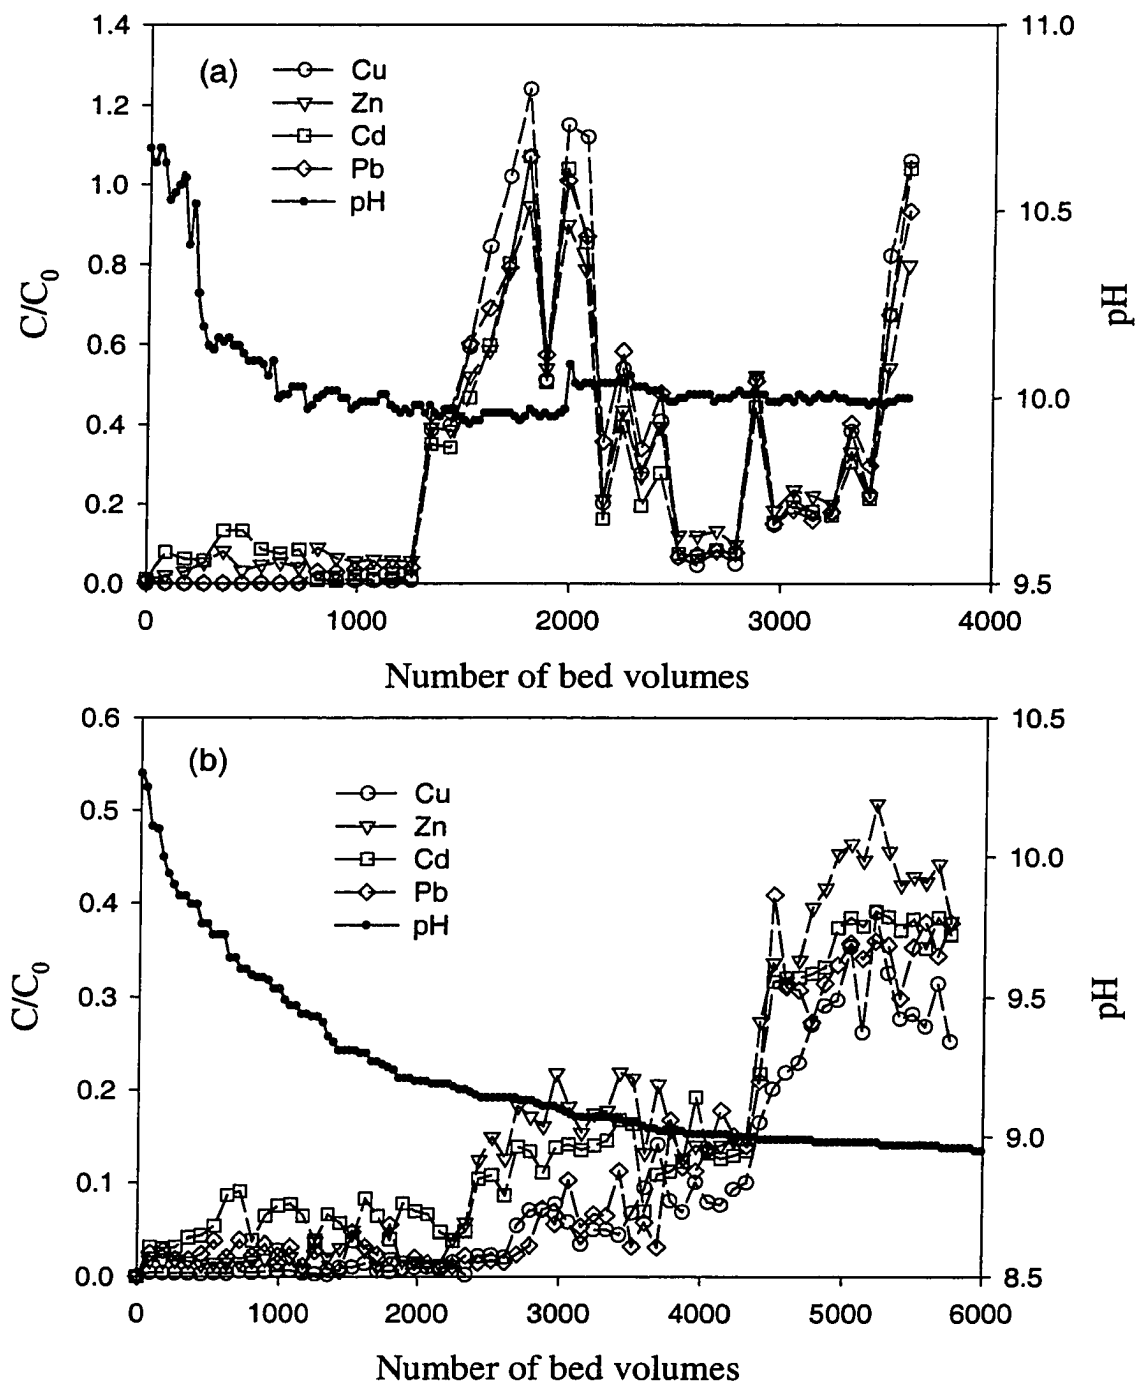 1.4
11.0
(a)
Cu
Zn
Cd
Pb
pH
1.2
1.0
10.5
0.8
C/C0
pH
0.6
10.0
0.4
0.2
0.0
9.5
0
1000
2000
3000
4000
Number of bed volumes
0.6
10.5
(b)
Cu
Zn
Cd
Pb
pH
0.5
10.0
0.4
C/C0
pH
0.3
9.5
0.2
9.0
0.1
0.0
8.5
0
1000
2000
3000
4000
5000
6000
Number of bed volumes